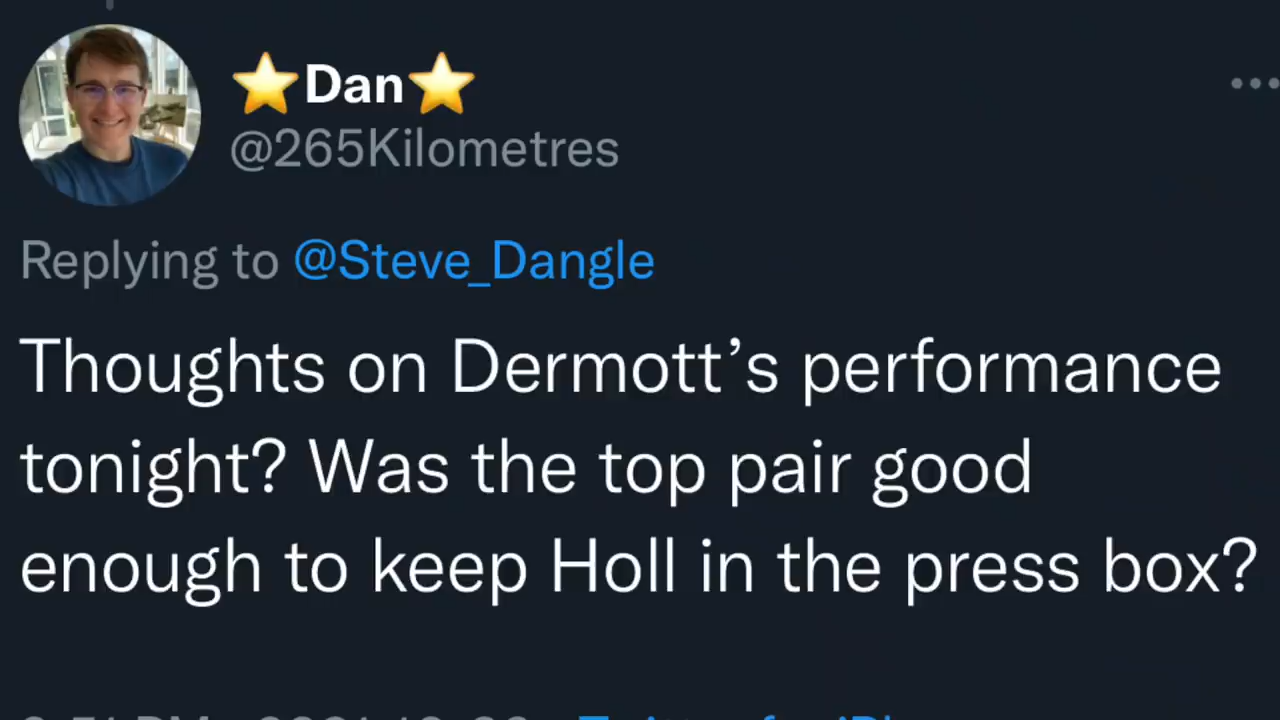 ⭐Dan⭐
@265Kilometres
Replying to @Steve_Dangle
Thoughts on Dermott’s performance
tonight? Was the top pair good
enough to keep Holl in the press box?